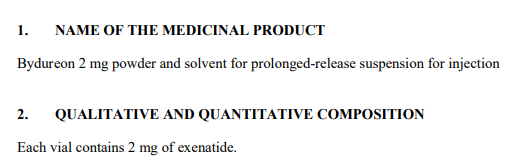 1. NAME OF THE MEDICINAL PRODUCT
Bydureon 2 mg powder and solvent for prolonged-release suspension for injection
2. QUALITATIVE AND QUANTITATIVE COMPOSITION
Each vial contains 2 mg of exenatide.